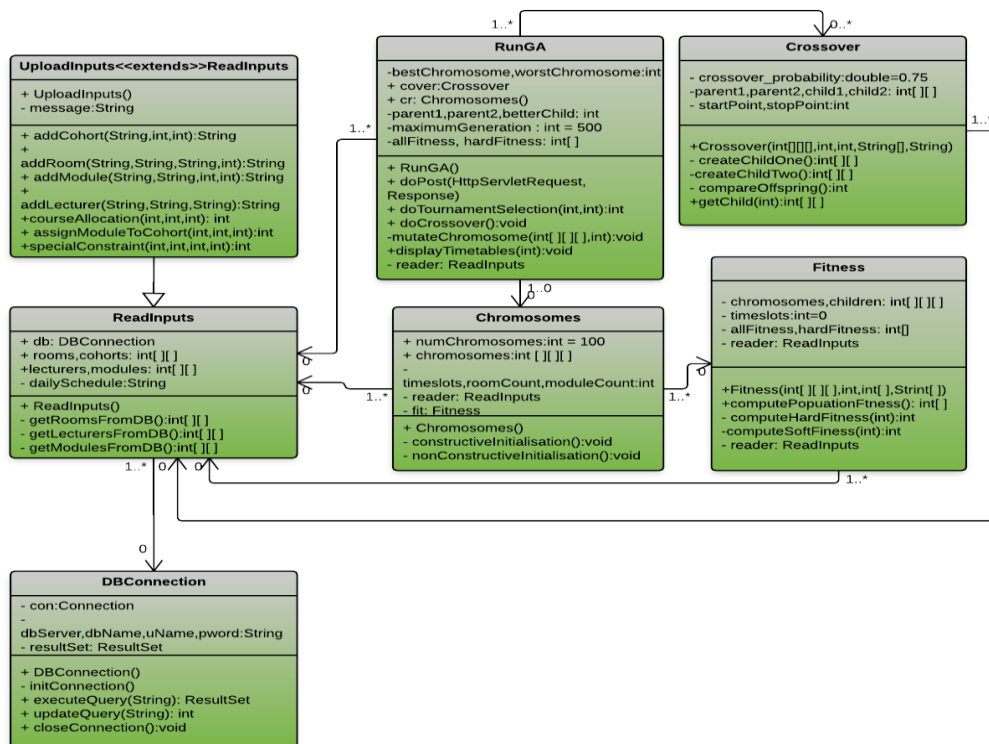 UploadInputs<<extends>>ReadInputs
+ UploadInputs()
- message:String
+ addCohort(String,int,int):String
+
addRoom(String,String,String,int):String
+ addModule(String,String,int,int):String
+
addLecturer(String,String,String):String
+courseAllocation(int,int,int): int
+ assignModuleToCohort(int,int,int):int
+specialConstraint(int,int,int,int):int
1..*
0..*
RunGA
-bestChromosome,worstChromosome:int
+ cover:Crossover
+ cr: Chromosomes()
-parent1,parent2,betterChild: int
-maximumGeneration : int = 500
-allFitness, hardFitness: int[ ]
+ RunGA()
+ doPost(HttpServletRequest,
Response)
+ doTournamentSelection(int,int):int
+ doCrossover():void
-mutateChromosome(int[ ][ ][ ],int):void
+displayTimetables(int):void
- reader: ReadInputs
1..*
Crossover
- crossover_probability:double=0.75
-parent1,parent2,child1,child2: int[ ][ ]
- startPoint,stopPoint:int
+Crossover(int[][][],int,int,String[],String)
- createChildOne():int[ ][ ]
-createChildTwo():int[ ][ ]
- compareOffspring():int
+getChild(int):int[ ][ ]
1..*
1..0
0
ReadInputs
+ db: DBConnection
+ rooms,cohorts: int[ ][ ]
+lecturers,modules: int[ ][ ]
- dailySchedule:String
+ ReadInputs()
- getRoomsFromDB():int[ ][ ]
- getLecturersFromDB():int[ ][ ]
- getModulesFromDB():int[ ][ ]
0
0
1..*
0
0
Chromosomes
+ numChromosomes:int = 100
+ chromosomes:int [ ][ ][ ]
-
timeslots,roomCount,moduleCount:int
- reader: ReadInputs
- fit: Fitness
+ Chromosomes()
- constructiveInitialisation():void
- nonConstructiveInitialisation():void
1..*
1..*
0
Fitness
- chromosomes,children: int[ ][ ][ ]
- timeslots:int=0
- allFitness,hardFitness: int[]
- reader: ReadInputs
+Fitness(int[ ][ ][ ],int,int[ ],Strint[ ])
+computePopuationFtness(): int[ ]
- computeHardFitness(int):int
-computeSoftFiness(int):int
- reader: ReadInputs
1..*
0
DBConnection
- con:Connection
-
dbServer,dbName,uName,pword:String
- resultSet: ResultSet
+ DBConnection()
- initConnection()
+ executeQuery(String): ResultSet
+ updateQuery(String): int
+ closeConnection():void